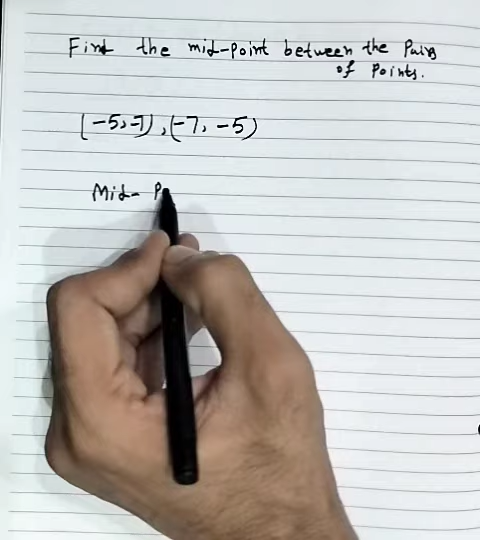 Find the mid-point between the Pairs
of Points.
(-5,-7), (-7, -5)
Mid- P